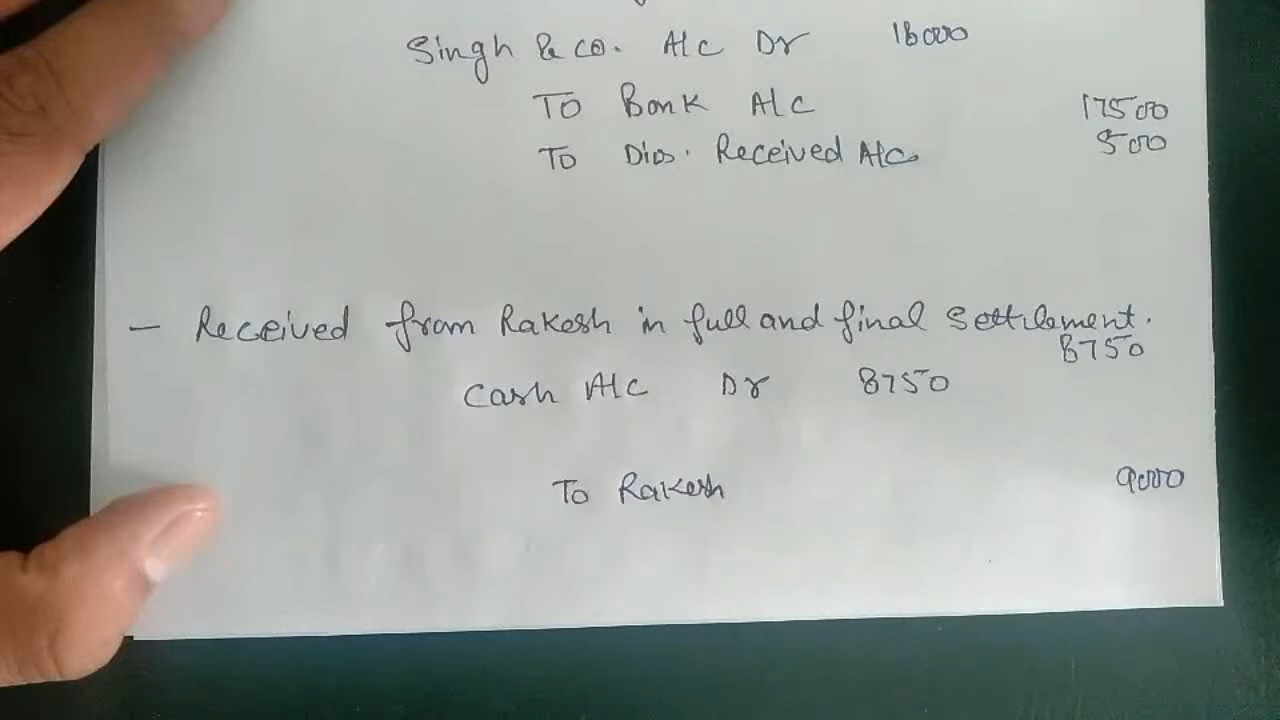 Singh & co. A/c Dr 18000
To Bank A/c 17500
To Dis. Received A/c 500
- Received from Rakesh in full and final Settlement.
8750
Cash A/c Dr 8750
To Rakesh 9000